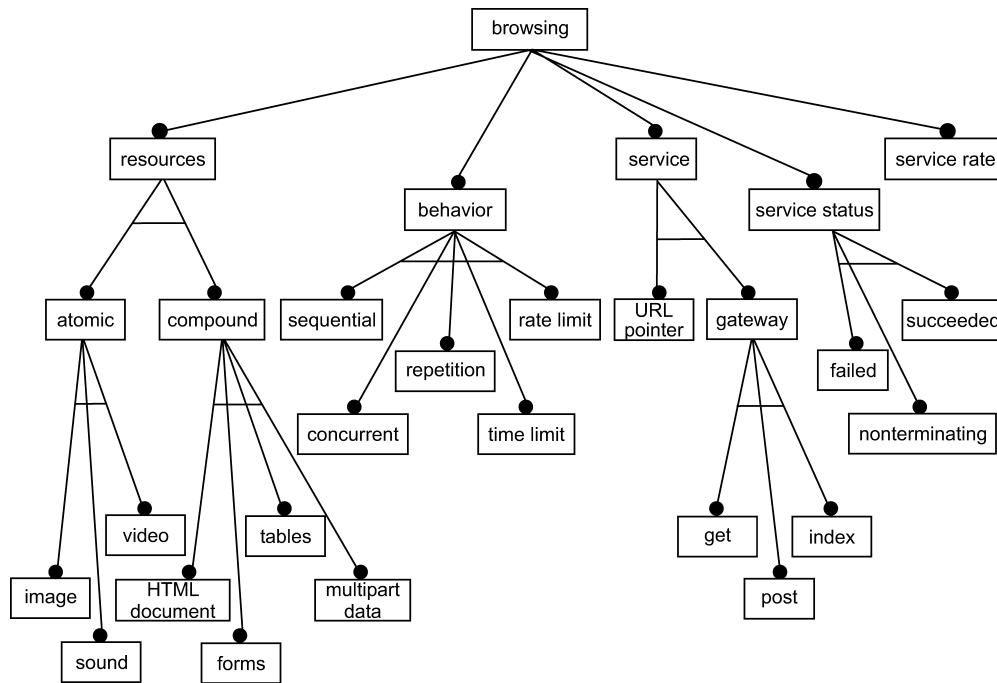 browsing
resources
service
service rate
behavior
service status
atomic
compound
sequential
rate limit
URL
pointer
gateway
succeeded
repetition
failed
concurrent
time limit
nonterminating
video
tables
get
index
image
HTML
document
multipart
data
post
sound
forms